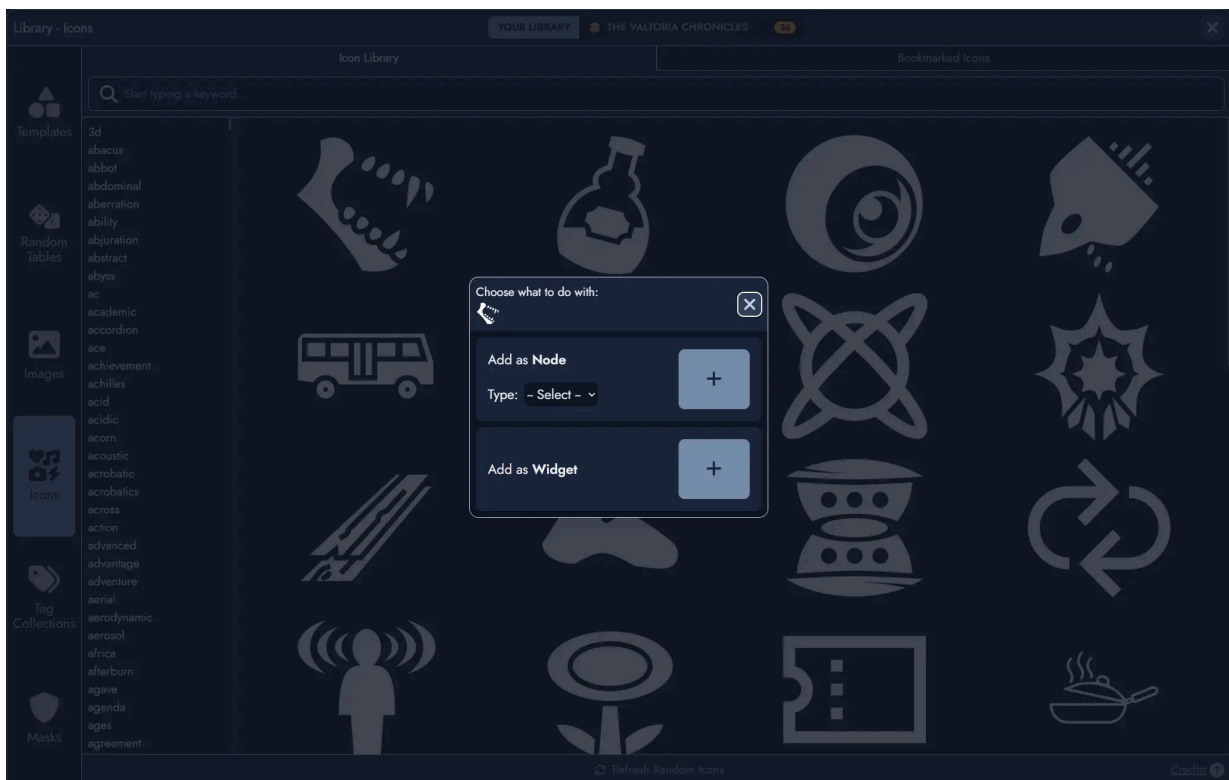 Library - Icons
YOUR LIBRARY
THE VALTORIA CHRONICLES
36
Icon Library
Bookmarked Icons
Start typing a keyword...
Templates
Random
Tables
Images
Icons
Tag
Collections
Masks
3d
abacus
abbot
abdominal
aberration
ability
abjuration
abstract
abyss
ac
academic
accordion
ace
achievement
achilles
acid
acidic
acorn
acoustic
acrobatic
acrobatics
across
action
advanced
advantage
adventure
aerial
aerodynamic
aerosol
africa
afterburn
agave
agenda
ages
agreement
Choose what to do with:
Add as Node
Type: - Select -
Add as Widget
Refresh Random Icons
Credits ?